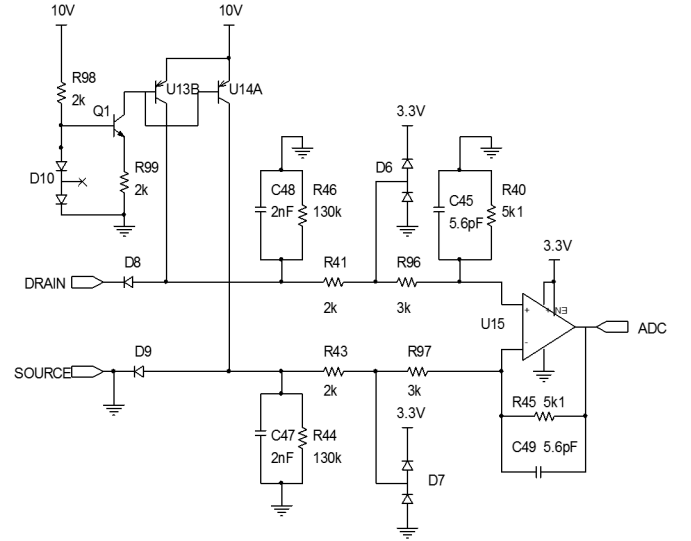 10V
10V
R98
2k
U13B
U14A
Q1
3.3V
R99
2k
D10
D6
C48
2nF
R46
130k
C45
5.6pF
R40
5k1
D8
R41
R96
3.3V
DRAIN
2k
3k
EN
U15
+
-
ADC
D9
R43
R97
SOURCE
2k
3k
3.3V
R45 5k1
C47
2nF
R44
130k
C49 5.6pF
D7